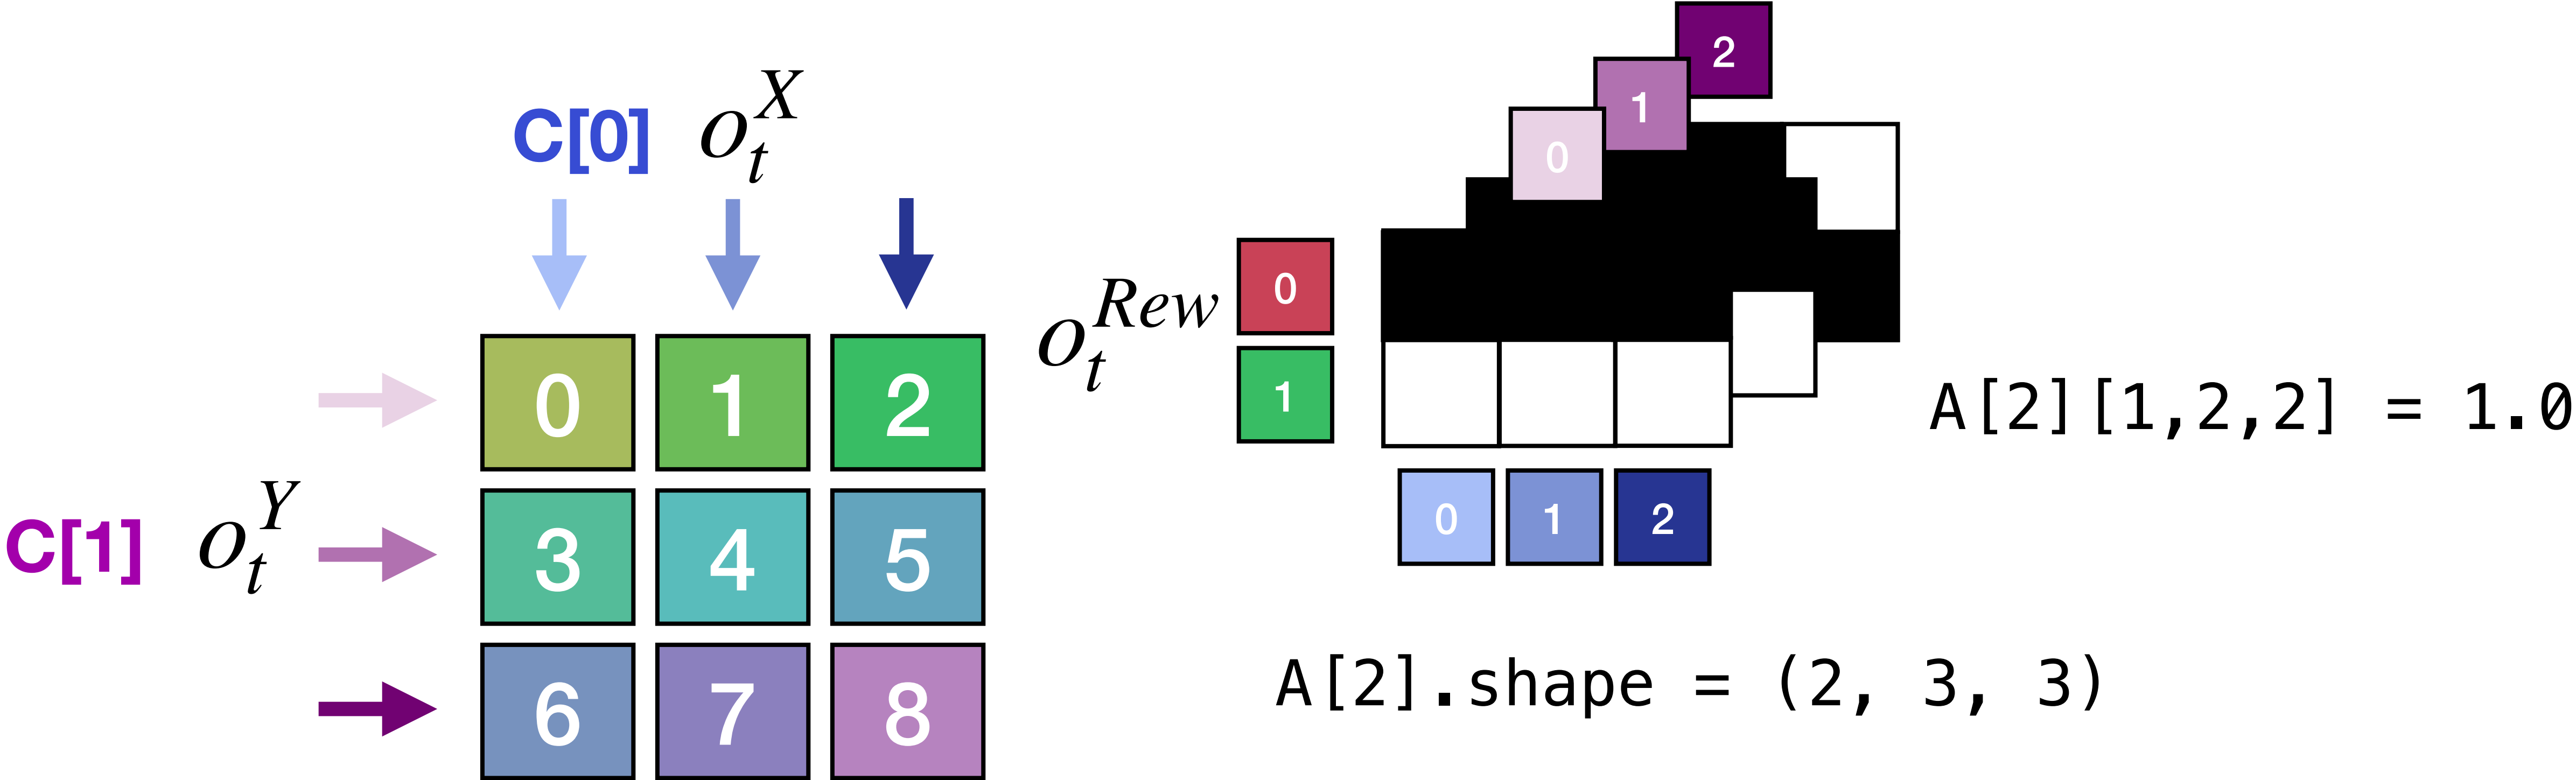 C[0] o_t^X
0 1 2
3 4 5
6 7 8
C[1] o_t^Y
2
1
0
o_t^Rew
0
1
0 1 2
A[2][1,2,2] = 1.0
A[2].shape = (2, 3, 3)